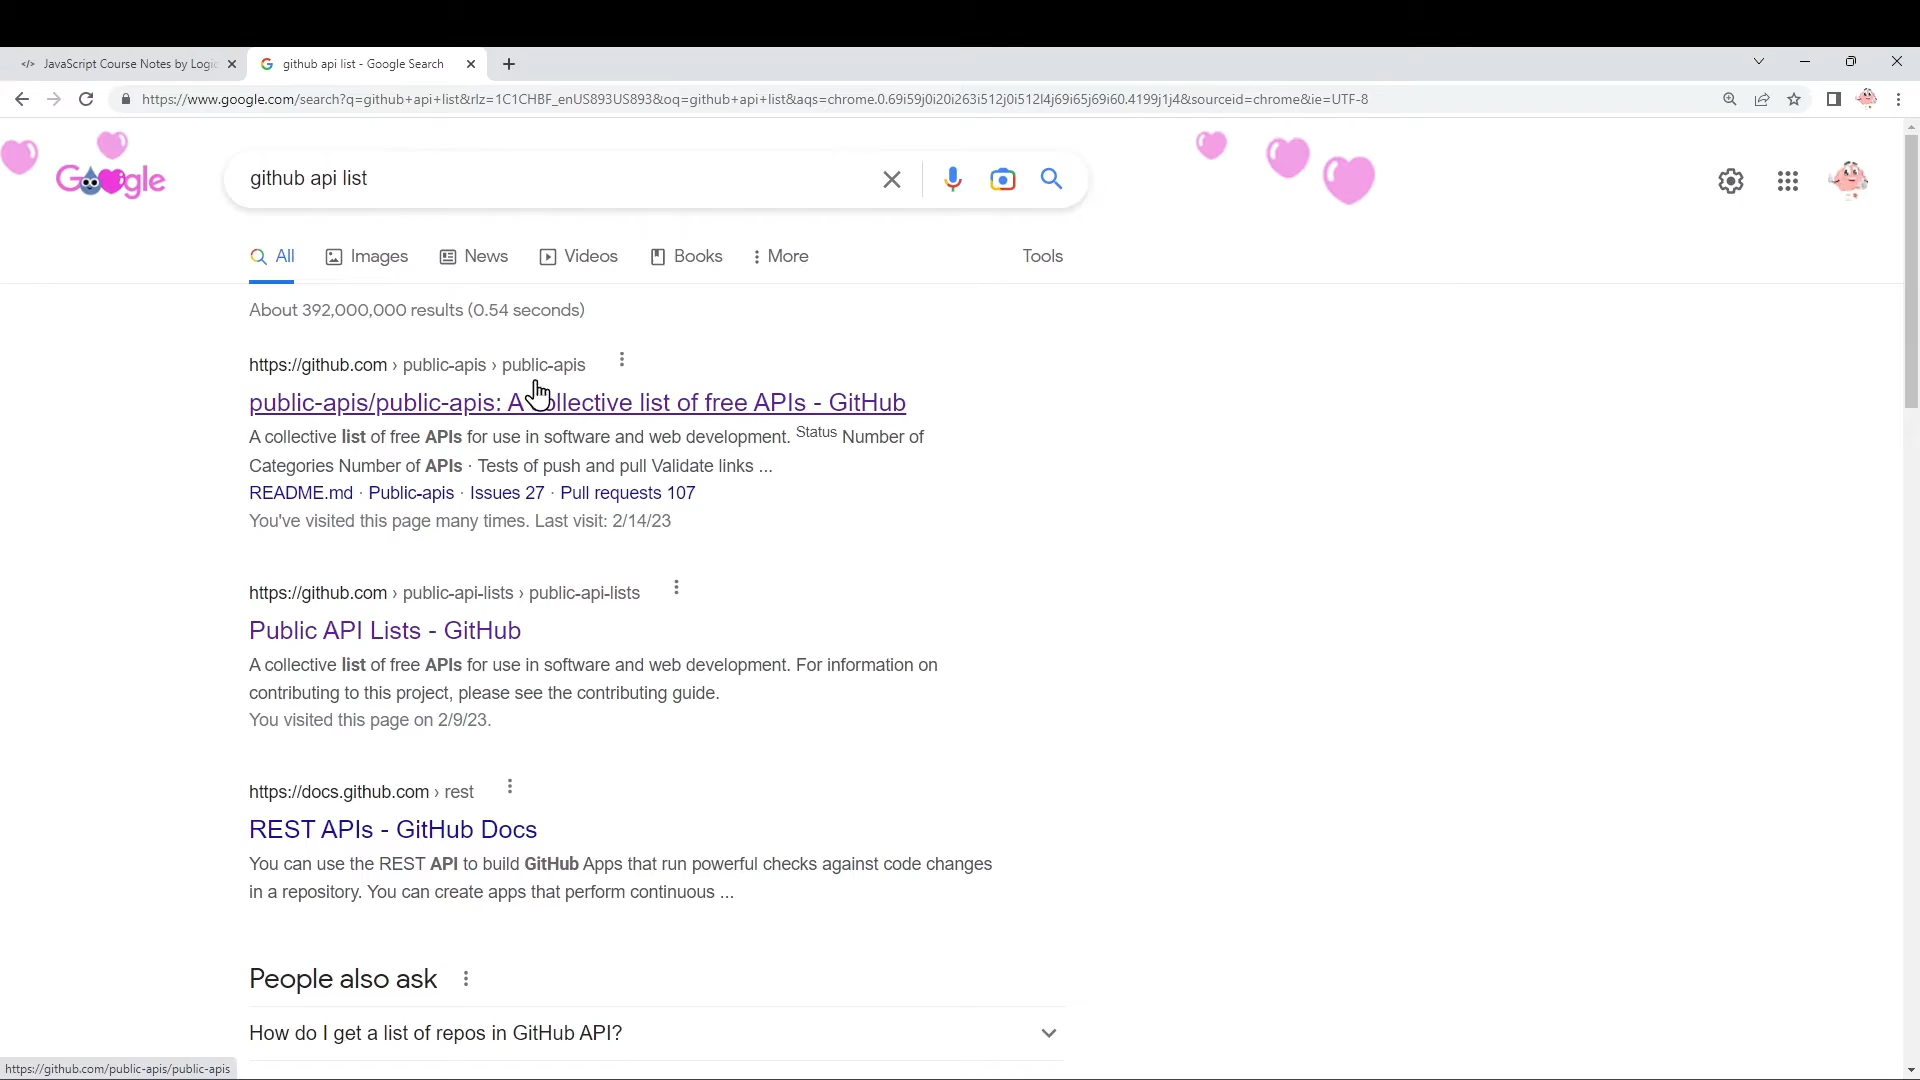 JavaScript Course Notes by Logic
github api list - Google Search
https://www.google.com/search?q=github+api+list&rlz=1C1CHBF_enUS893US893&oq=github+api+list&aqs=chrome.0.69i59j0i20i263i512j0i512l4j69i65j69i60.4199j1j4&sourceid=chrome&ie=UTF-8
Google
github api list
All
Images
News
Videos
Books
More
Tools
About 392,000,000 results (0.54 seconds)
https://github.com › public-apis › public-apis
public-apis/public-apis: A collective list of free APIs - GitHub
A collective list of free APIs for use in software and web development. Status Number of
Categories Number of APIs · Tests of push and pull Validate links ...
README.md · Public-apis · Issues 27 · Pull requests 107
You've visited this page many times. Last visit: 2/14/23
https://github.com › public-api-lists › public-api-lists
Public API Lists - GitHub
A collective list of free APIs for use in software and web development. For information on
contributing to this project, please see the contributing guide.
You visited this page on 2/9/23.
https://docs.github.com › rest
REST APIs - GitHub Docs
You can use the REST API to build GitHub Apps that run powerful checks against code changes
in a repository. You can create apps that perform continuous ...
People also ask
How do I get a list of repos in GitHub API?
https://github.com/public-apis/public-apis